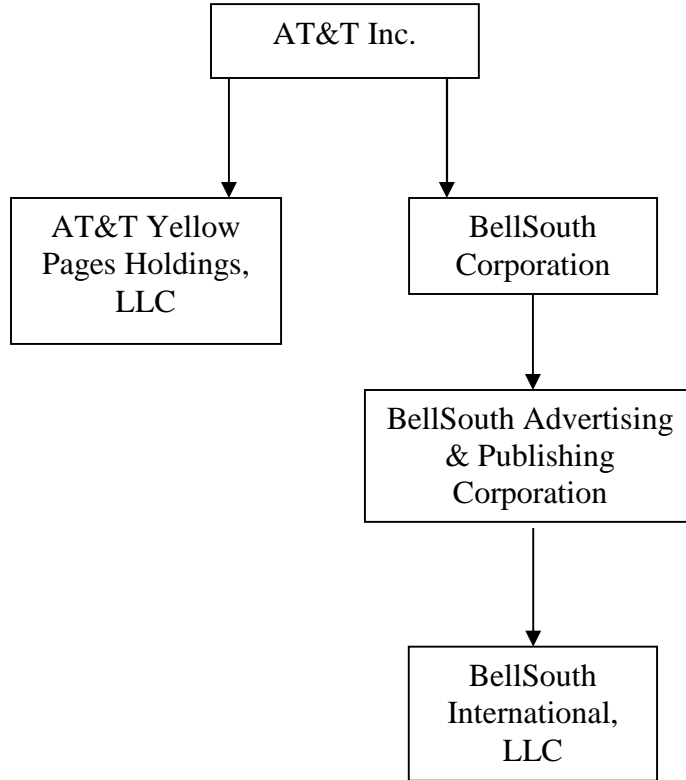 AT&T Inc.
AT&T Yellow
Pages Holdings,
LLC
BellSouth
Corporation
BellSouth Advertising
& Publishing
Corporation
BellSouth
International,
LLC